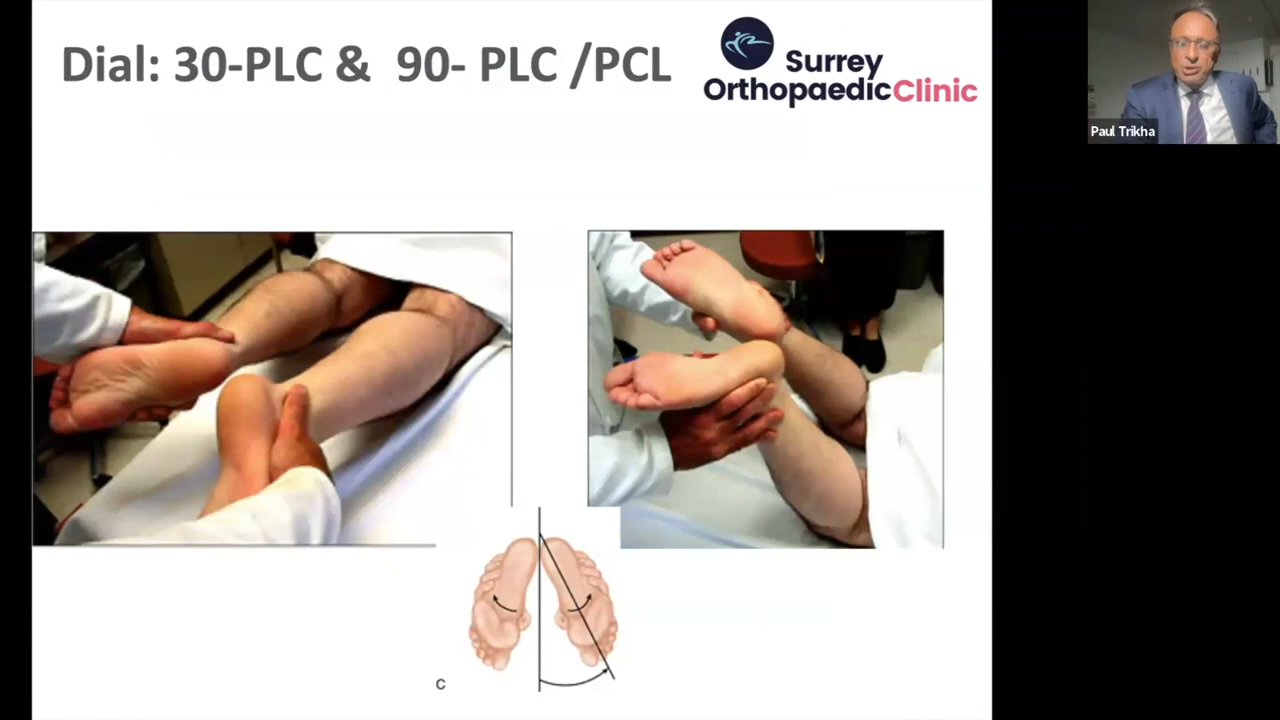 Dial: 30-PLC &  90- PLC /PCL
Surrey
OrthopaedicClinic
Paul Trikha
C